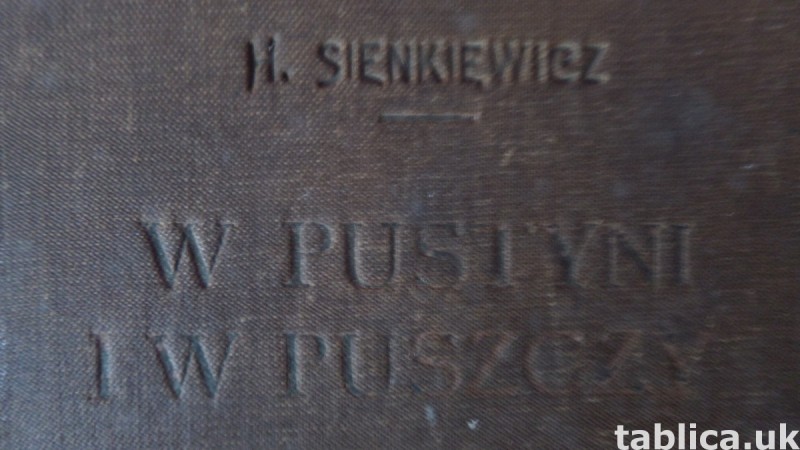 H. SIENKIEWICZ
W PUSTYNI
I W PUSZCZY
tablica.uk